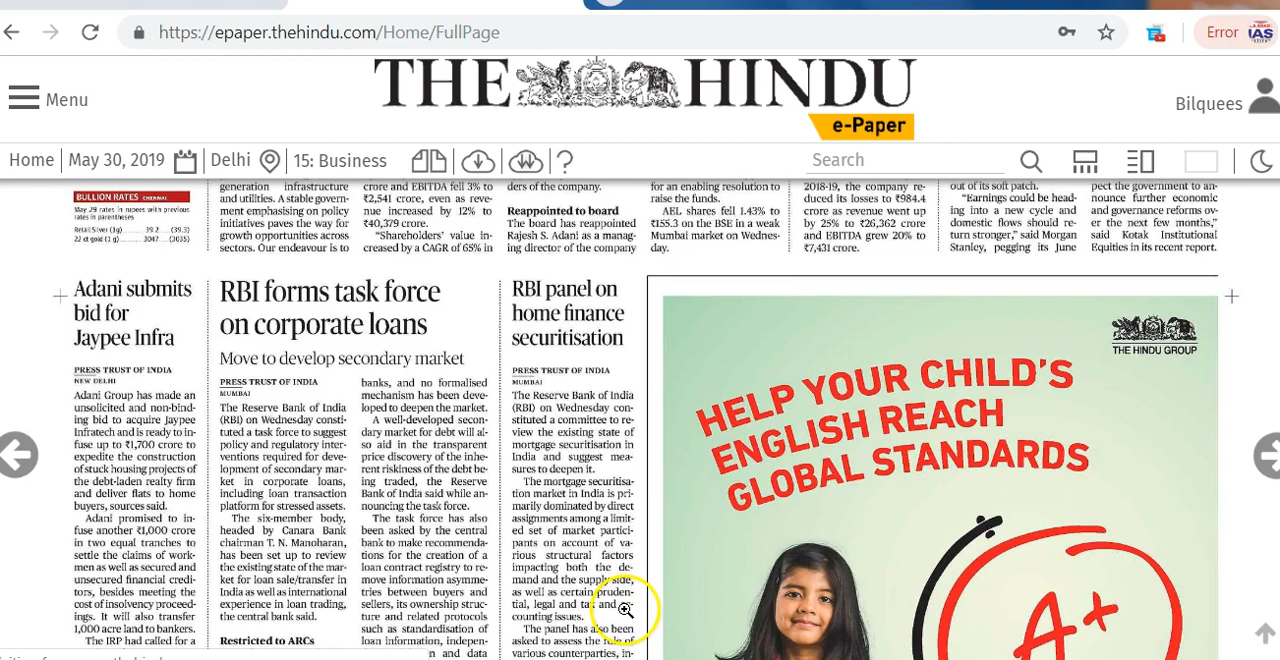 https://epaper.thehindu.com/Home/FullPage
Error
IAS
THE HINDU
e-Paper
Menu
Bilquees
Home
May 30, 2019
Delhi
15: Business
?
Search
BULLION RATES CHENNAI
May 29 rates in rupees with previous
rates in parentheses
Retail Silver (1g) 39.2 (39.3)
22 ct gold (1 g) 3047 (3035)
generation infrastructure
and utilities. A stable govern-
ment emphasising on policy
initiatives paves the way for
growth opportunities across
sectors. Our endeavour is to
crore and EBITDA fell 3% to
₹2,541 crore, even as reve-
nue increased by 12% to
₹40,379 crore.
"Shareholders' value in-
creased by a CAGR of 65% in
ders of the company.
Reappointed to board
The board has reappointed
Rajesh S. Adani as a manag-
ing director of the company
for an enabling resolution to
raise the funds.
AEL shares fell 1.43% to
₹155.3 on the BSE in a weak
Mumbai market on Wednes-
day.
2018-19, the company re-
duced its losses to ₹984.4
crore as revenue went up
by 25% to ₹26,362 crore
and EBITDA grew 20% to
₹7,431 crore.
out of its soft patch.
"Earnings could be head-
ing into a new cycle and
domestic flows should re-
turn stronger," said Morgan
Stanley, pegging its June
pect the government to an-
nounce further economic
and governance reforms ov-
er the next few months,"
said Kotak Institutional
Equities in its recent report.
Adani submits
bid for
Jaypee Infra
PRESS TRUST OF INDIA
NEW DELHI
Adani Group has made an
unsolicited and non-bind-
ing bid to acquire Jaypee
Infratech and is ready to in-
fuse up to ₹1,700 crore to
expedite the construction
of stuck housing projects of
the debt-laden realty firm
and deliver flats to home
buyers, sources said.
Adani promised to in-
fuse another ₹1,000 crore
in two equal tranches to
settle the claims of work-
men as well as secured and
unsecured financial credi-
tors, besides meeting the
cost of insolvency proceed-
ings. It will also transfer
1,000 acre land to bankers.
The IRP had called for a
RBI forms task force
on corporate loans
Move to develop secondary market
PRESS TRUST OF INDIA
MUMBAI
The Reserve Bank of India
(RBI) on Wednesday consti-
tuted a task force to suggest
policy and regulatory inter-
ventions required for deve-
lopment of secondary mar-
ket in corporate loans,
including loan transaction
platform for stressed assets.
The six-member body,
headed by Canara Bank
chairman T. N. Manoharan,
has been set up to review
the existing state of the mar-
ket for loan sale/transfer in
India as well as international
experience in loan trading,
the central bank said.
Restricted to ARCs
banks, and no formalised
mechanism has been deve-
loped to deepen the market.
A well-developed secon-
dary market for debt will al-
so aid in the transparent
price discovery of the inhe-
rent riskiness of the debt be-
ing traded, the Reserve
Bank of India said while an-
nouncing the task force.
The task force has also
been asked by the central
bank to make recommenda-
tions for the creation of a
loan contract registry to re-
move information asymme-
tries between buyers and
sellers, its ownership struc-
ture and related protocols
such as standardisation of
loan information, indepen-
n and data
RBI panel on
home finance
securitisation
PRESS TRUST OF INDIA
MUMBAI
The Reserve Bank of India
(RBI) on Wednesday con-
stituted a committee to re-
view the existing state of
mortgage securitisation in
India and suggest mea-
sures to deepen it.
The mortgage securitisa-
tion market in India is pri-
marily dominated by direct
assignments among a limit-
ed set of market partici-
pants on account of va-
rious structural factors
impacting both the de-
mand and the supply side,
as well as certain pruden-
tial, legal and tax and
counting issues.
The panel has also been
asked to assess the role of
various counterparties, in-
THE HINDU GROUP
HELP YOUR CHILD'S
ENGLISH REACH
GLOBAL STANDARDS
A+